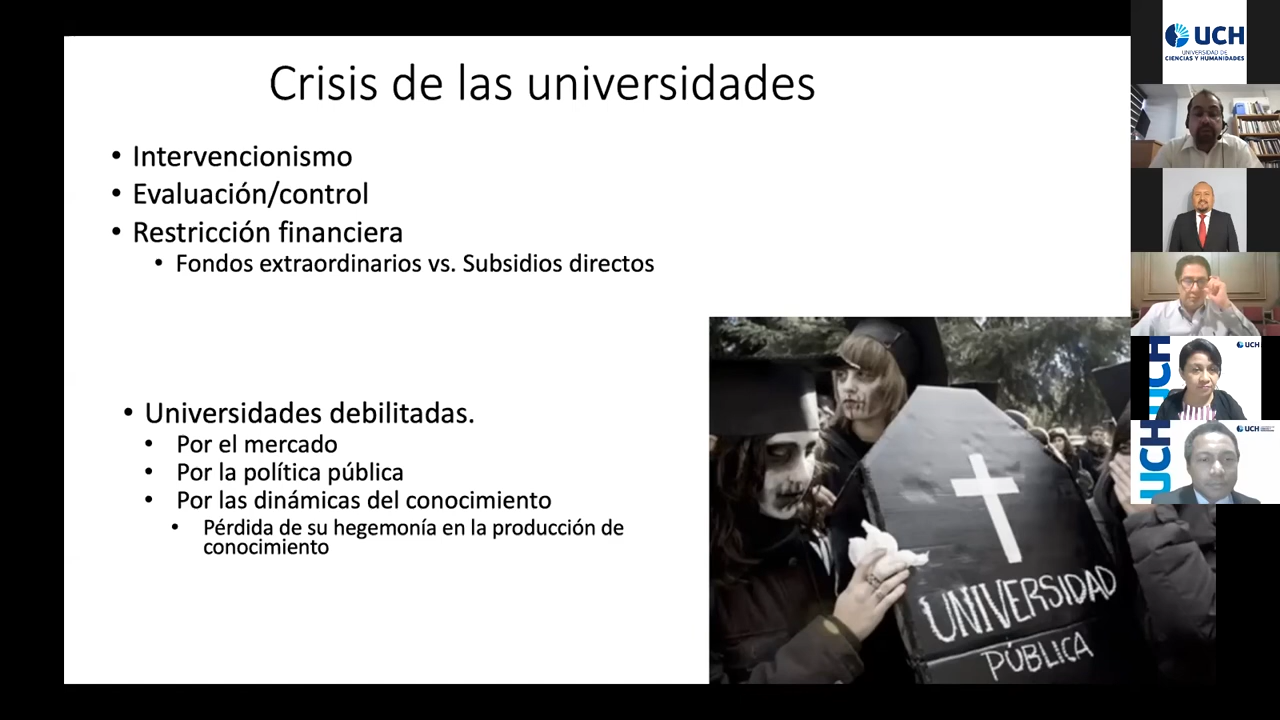 Crisis de las universidades
• Intervencionismo
• Evaluación/control
• Restricción financiera
• Fondos extraordinarios vs. Subsidios directos
• Universidades debilitadas.
• Por el mercado
• Por la política pública
• Por las dinámicas del conocimiento
• Pérdida de su hegemonía en la producción de
conocimiento
UNIVERSIDAD
PÚBLICA
UCH
UNIVERSIDAD DE
CIENCIAS Y HUMANIDADES
UCH
UCH
UCH
UCH